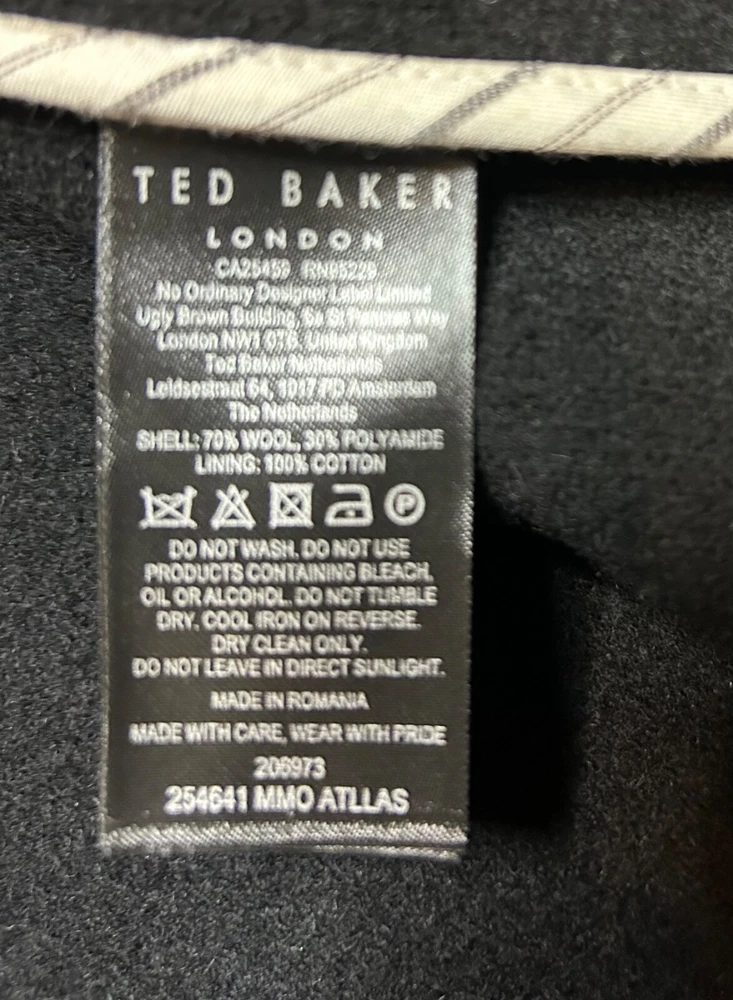 TED BAKER
LONDON
CA25459 RN95229
No Ordinary Designer Label Limited
Ugly Brown Building, 6a St Pancras Way
London NW1 0TB, United Kingdom
Ted Baker Netherlands
Leidsestraat 64, 1017 PD Amsterdam
The Netherlands
SHELL: 70% WOOL, 30% POLYAMIDE
LINING: 100% COTTON
P
DO NOT WASH. DO NOT USE
PRODUCTS CONTAINING BLEACH,
OIL OR ALCOHOL. DO NOT TUMBLE
DRY. COOL IRON ON REVERSE.
DRY CLEAN ONLY.
DO NOT LEAVE IN DIRECT SUNLIGHT.
MADE IN ROMANIA
MADE WITH CARE, WEAR WITH PRIDE
206973
254641 MMO ATLLAS